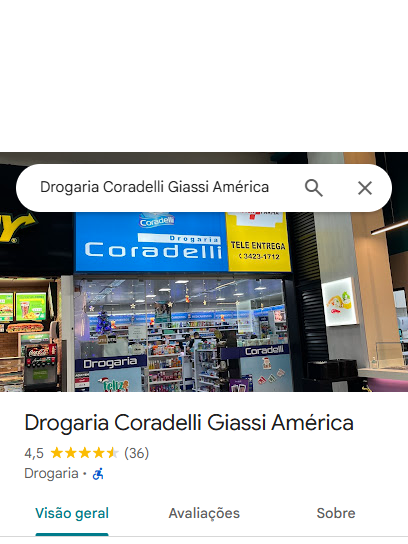 Drogaria Coradelli Giassi América
Coradelli
Drogaria
Coradelli
TELE ENTREGA
3423-1712
Drogaria
Coradelli
Feliz
Drogaria Coradelli Giassi América
4,5 (36)
Drogaria ·
Visão geral Avaliações Sobre